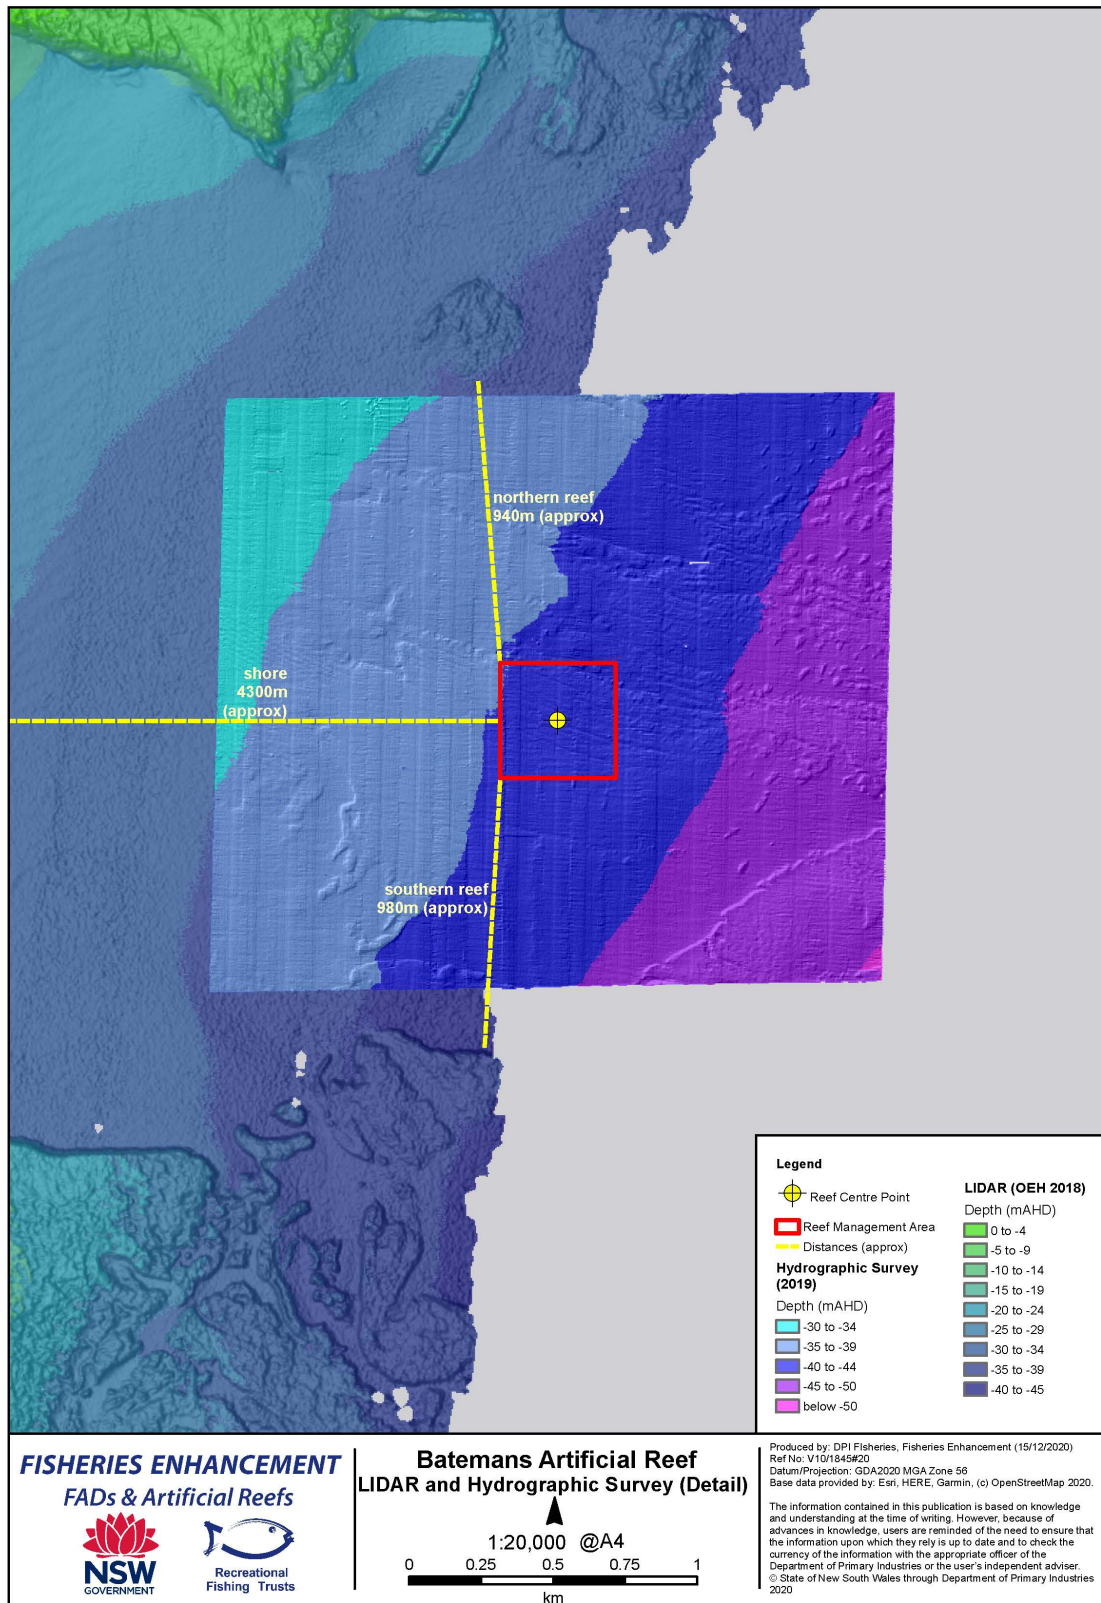 northern reef
940m (approx)
shore
4300m
(approx)
southern reef
980m (approx)
Legend
Reef Centre Point
Reef Management Area
Distances (approx)
Hydrographic Survey
(2019)
Depth (mAHD)
-30 to -34
-35 to -39
-40 to -44
-45 to -50
below -50
LIDAR (OEH 2018)
Depth (mAHD)
0 to -4
-5 to -9
-10 to -14
-15 to -19
-20 to -24
-25 to -29
-30 to -34
-35 to -39
-40 to -45
FISHERIES ENHANCEMENT
FADs & Artificial Reefs
NSW
GOVERNMENT
Recreational
Fishing Trusts
Batemans Artificial Reef
LIDAR and Hydrographic Survey (Detail)
1:20,000 @A4
0 0.25 0.5 0.75 1
km
Produced by: DPI FIsheries, Fisheries Enhancement (15/12/2020)
Ref No: V10/1845#20
Datum/Projection: GDA2020 MGA Zone 56
Base data provided by: Esri, HERE, Garmin, (c) OpenStreetMap 2020.
The information contained in this publication is based on knowledge
and understanding at the time of writing. However, because of
advances in knowledge, users are reminded of the need to ensure that
the information upon which they rely is up to date and to check the
currency of the information with the appropriate officer of the
Department of Primary Industries or the user's independent adviser.
© State of New South Wales through Department of Primary Industries
2020